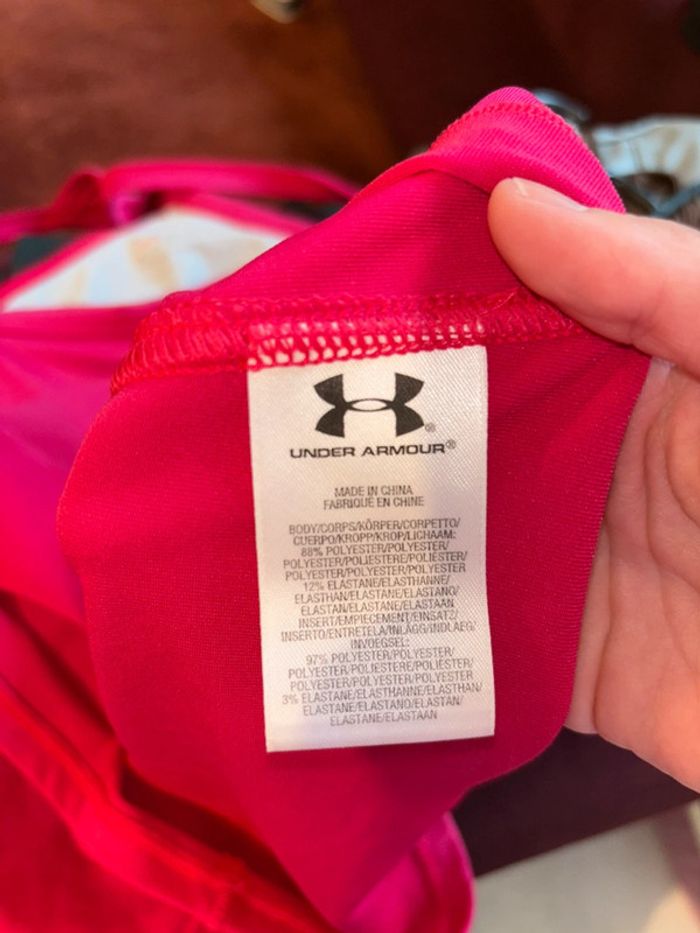 UNDER ARMOUR®
MADE IN CHINA
FABRIQUÉ EN CHINE
BODY/CORPS/KÖRPER/CORPETTO/
CUERPO/KROPP/KROP/LICHAAM:
88% POLYESTER/POLYESTER/
POLYESTER/POLIESTERE/POLIÉSTER/
POLYESTER/POLYESTER/POLYESTER
12% ELASTANE/ÉLASTHANNE/
ELASTHAN/ELASTANE/ELASTANO/
ELASTAN/ELASTANE/ELASTAAN
INSERT/EMPIÈCEMENT/EINSATZ/
INSERTO/ENTRETELA/INLÄGG/INDLÆG/
INVOEGSEL:
97% POLYESTER/POLYESTER/
POLYESTER/POLIESTERE/POLIÉSTER/
POLYESTER/POLYESTER/POLYESTER
3% ELASTANE/ÉLASTHANNE/ELASTHAN/
ELASTANE/ELASTANO/ELASTAN/
ELASTANE/ELASTAAN